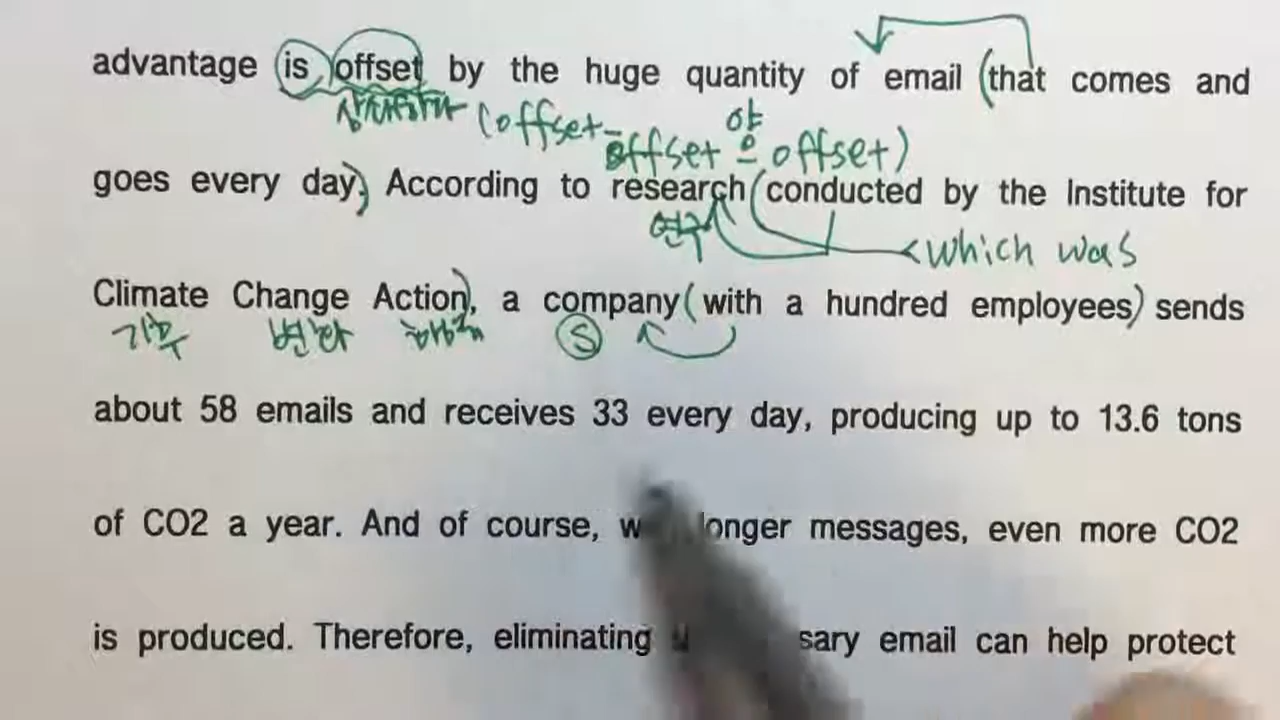 advantage is offset by the huge quantity of email (that comes and
상쇄하다 (offset-offset-offset)
야
goes every day.) According to research (conducted by the Institute for
연구 which was
Climate Change Action), a company (with a hundred employees) sends
기후 변화 행동 S
about 58 emails and receives 33 every day, producing up to 13.6 tons
of CO2 a year. And of course, longer messages, even more CO2
is produced. Therefore, eliminating email can help protect